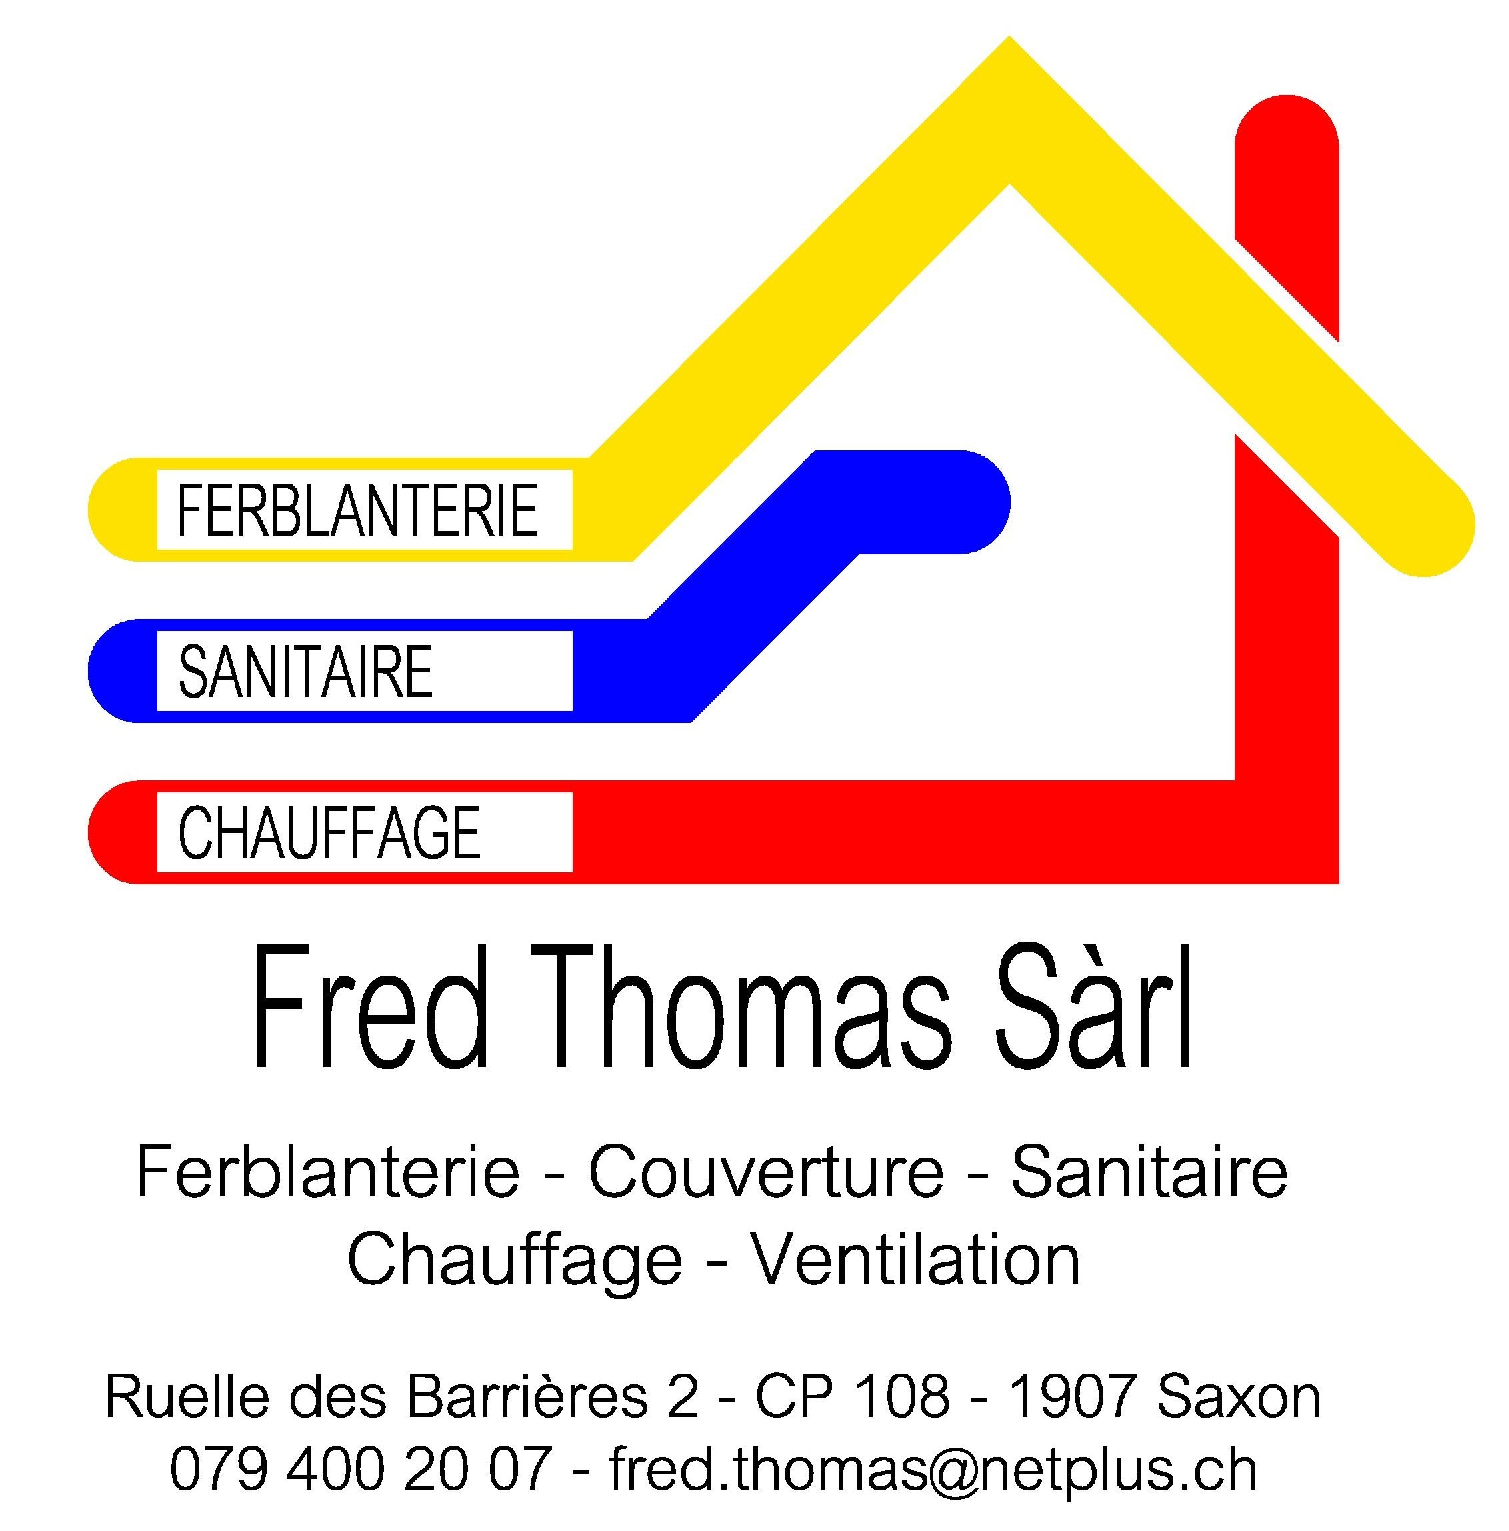 FERBLANTERIE
SANITAIRE
CHAUFFAGE
Fred Thomas Sàrl
Ferblanterie - Couverture - Sanitaire
Chauffage - Ventilation
Ruelle des Barrières 2 - CP 108 - 1907 Saxon
079 400 20 07 - fred.thomas@netplus.ch